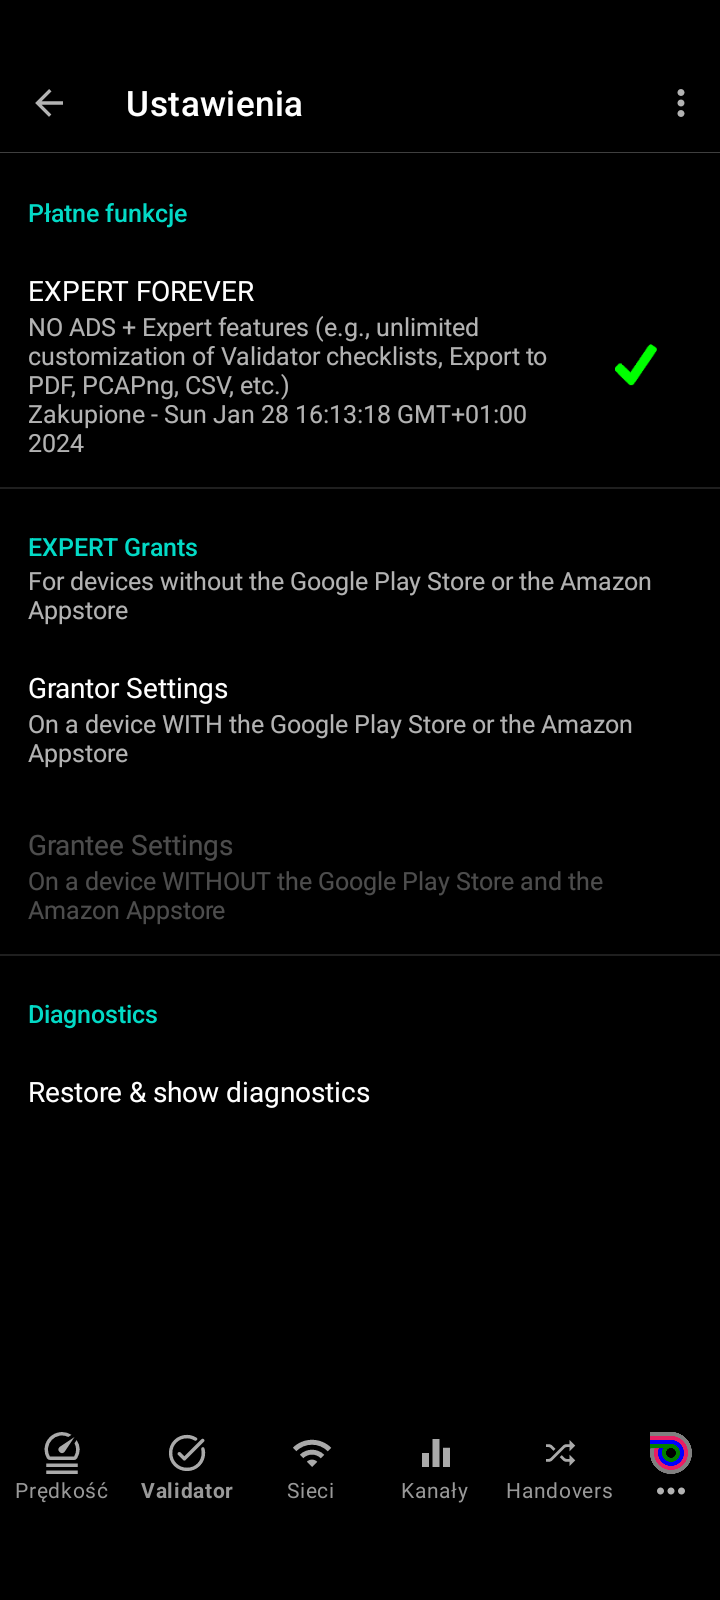 Ustawienia
Płatne funkcje
EXPERT FOREVER
NO ADS + Expert features (e.g., unlimited
customization of Validator checklists, Export to
PDF, PCAPng, CSV, etc.)
Zakupione - Sun Jan 28 16:13:18 GMT+01:00
2024
EXPERT Grants
For devices without the Google Play Store or the Amazon
Appstore
Grantor Settings
On a device WITH the Google Play Store or the Amazon
Appstore
Grantee Settings
On a device WITHOUT the Google Play Store and the
Amazon Appstore
Diagnostics
Restore & show diagnostics
Prędkość
Validator
Sieci
Kanały
Handovers